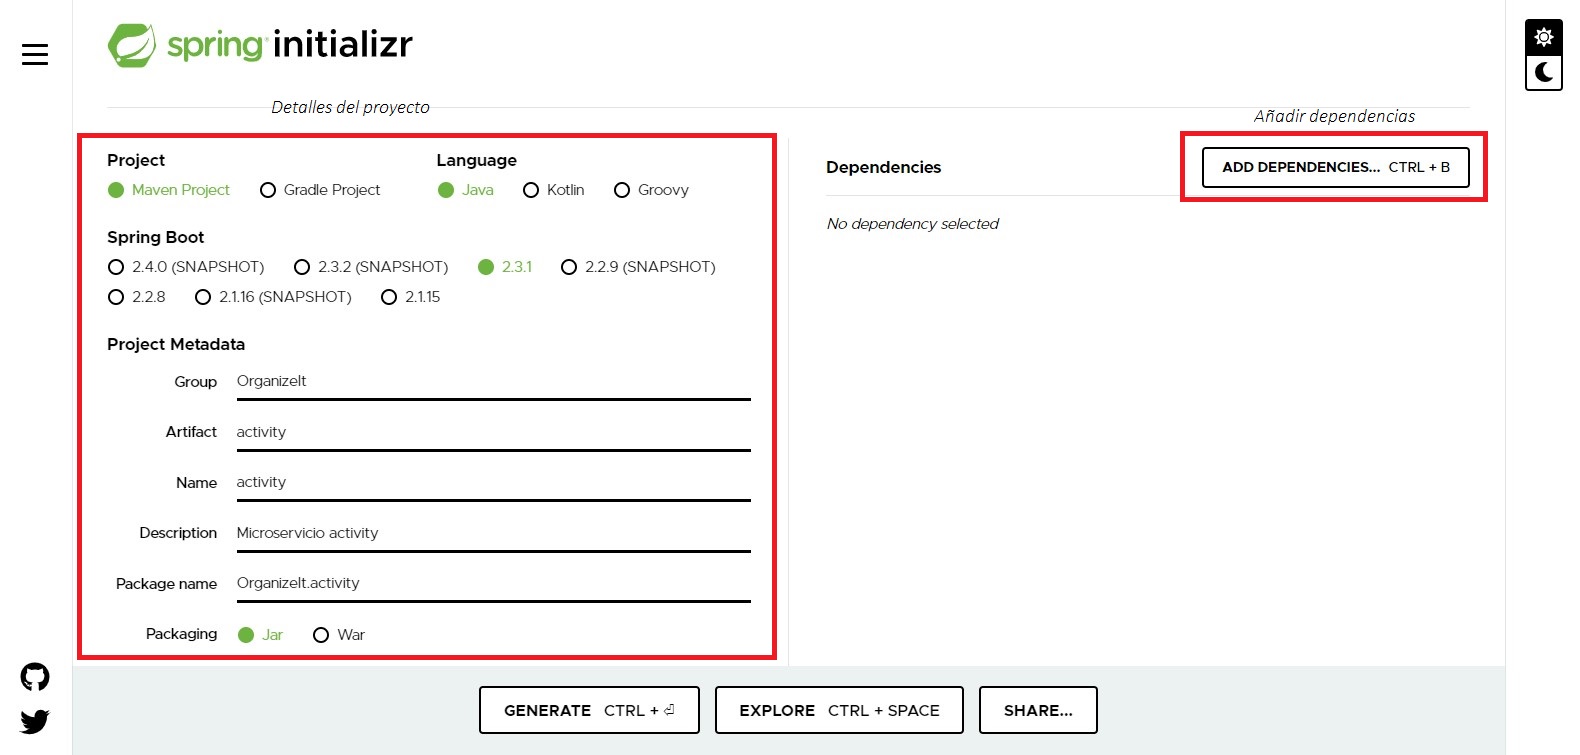 spring initializr
Detalles del proyecto
Añadir dependencias
Project
Maven Project Gradle Project
Language
Java Kotlin Groovy
Spring Boot
2.4.0 (SNAPSHOT) 2.3.2 (SNAPSHOT) 2.3.1 2.2.9 (SNAPSHOT)
2.2.8 2.1.16 (SNAPSHOT) 2.1.15
Project Metadata
Group OrganizeIt
Artifact activity
Name activity
Description Microservicio activity
Package name OrganizeIt.activity
Packaging Jar War
Dependencies
ADD DEPENDENCIES... CTRL + B
No dependency selected
GENERATE CTRL + ⏎
EXPLORE CTRL + SPACE
SHARE...